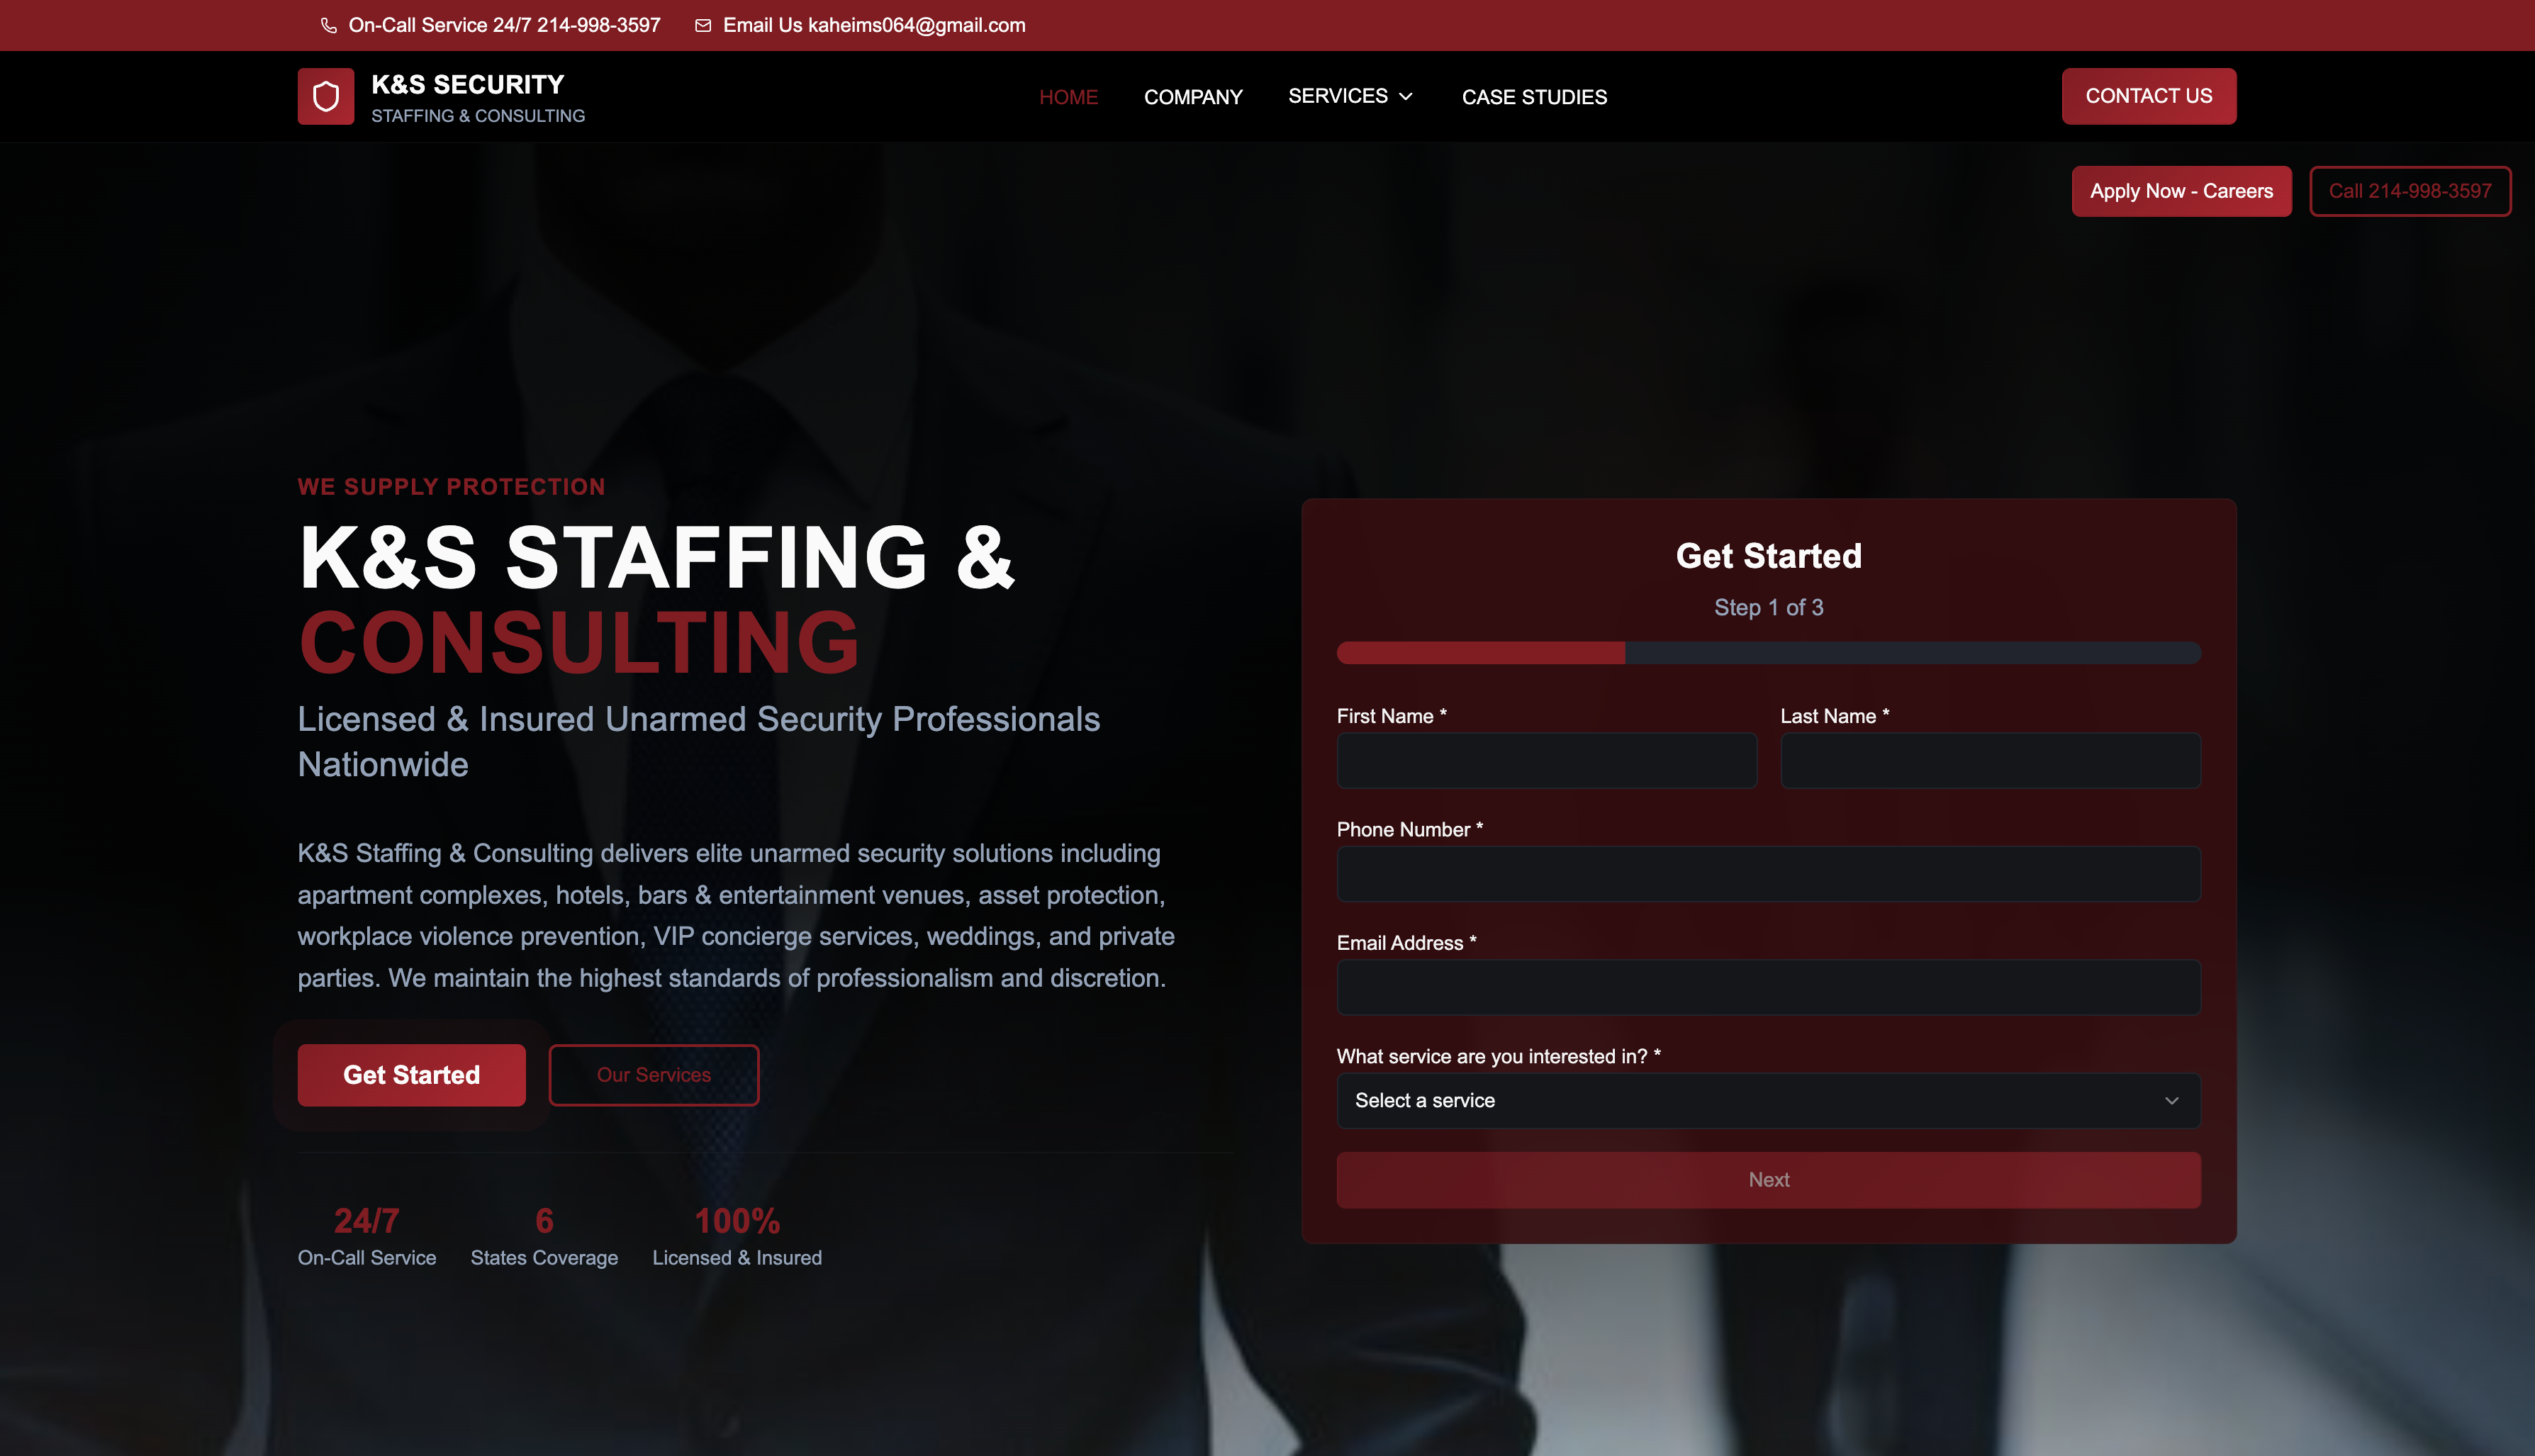 On-Call Service 24/7 214-998-3597
Email Us kaheims064@gmail.com
K&S SECURITY
STAFFING & CONSULTING
HOME
COMPANY
SERVICES
CASE STUDIES
CONTACT US
Apply Now - Careers
Call 214-998-3597
WE SUPPLY PROTECTION
K&S STAFFING &
CONSULTING
Licensed & Insured Unarmed Security Professionals
Nationwide
K&S Staffing & Consulting delivers elite unarmed security solutions including
apartment complexes, hotels, bars & entertainment venues, asset protection,
workplace violence prevention, VIP concierge services, weddings, and private
parties. We maintain the highest standards of professionalism and discretion.
Get Started
Our Services
24/7
On-Call Service
6
States Coverage
100%
Licensed & Insured
Get Started
Step 1 of 3
First Name *
Last Name *
Phone Number *
Email Address *
What service are you interested in? *
Select a service
Next